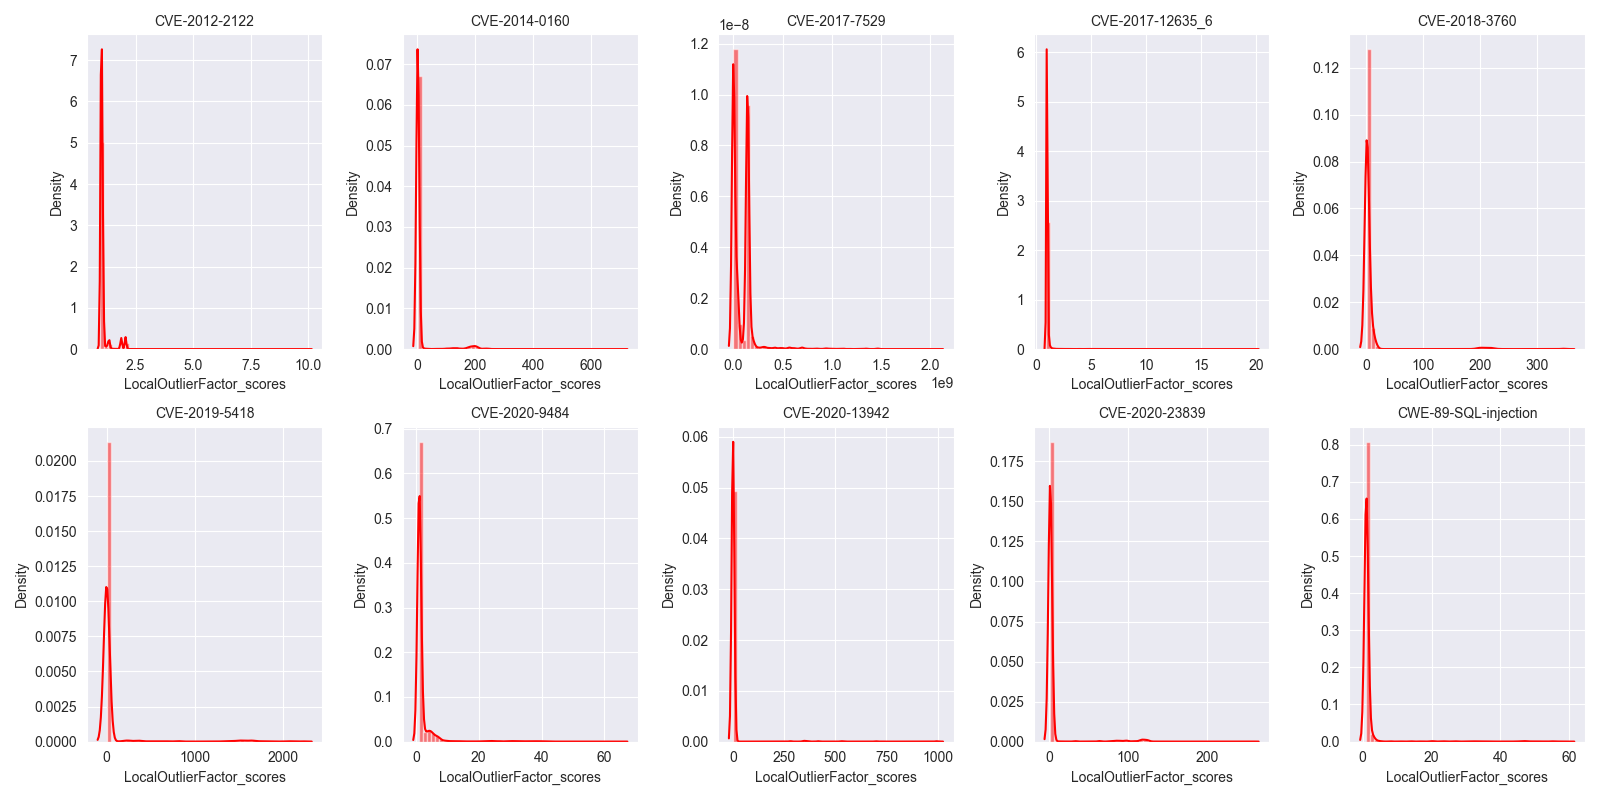 CVE-2012-2122 CVE-2014-0160 CVE-2017-7529 CVE-2017-12635_6 CVE-2018-3760
1e−8
7 6 5 4 3 2 1 0
Density
2.5 5.0 7.5 10.0
LocalOutlierFactor_scores
0.07 0.06 0.05 0.04 0.03 0.02 0.01 0.00
Density
0 200 400 600
LocalOutlierFactor_scores
1.2 1.0 0.8 0.6 0.4 0.2 0.0
Density
0.0 0.5 1.0 1.5 2.0
LocalOutlierFactor_scores
1e9
6 5 4 3 2 1 0
Density
0 5 10 15 20
LocalOutlierFactor_scores
0.12 0.10 0.08 0.06 0.04 0.02 0.00
Density
0 100 200 300
LocalOutlierFactor_scores
CVE-2019-5418 CVE-2020-9484 CVE-2020-13942 CVE-2020-23839 CWE-89-SQL-injection
0.0200 0.0175 0.0150 0.0125 0.0100 0.0075 0.0050 0.0025 0.0000
Density
0 1000 2000
LocalOutlierFactor_scores
0.7 0.6 0.5 0.4 0.3 0.2 0.1 0.0
Density
0 20 40 60
LocalOutlierFactor_scores
0.06 0.05 0.04 0.03 0.02 0.01 0.00
Density
0 250 500 750 1000
LocalOutlierFactor_scores
0.175 0.150 0.125 0.100 0.075 0.050 0.025 0.000
Density
0 100 200
LocalOutlierFactor_scores
0.8 0.7 0.6 0.5 0.4 0.3 0.2 0.1 0.0
Density
0 20 40 60
LocalOutlierFactor_scores